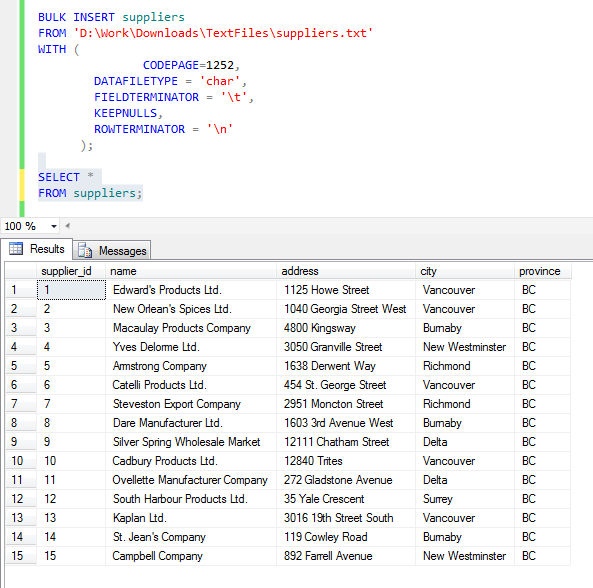 BULK INSERT suppliers
FROM 'D:\Work\Downloads\TextFiles\suppliers.txt'
WITH (
CODEPAGE=1252,
DATAFILETYPE = 'char',
FIELDTERMINATOR = '\t',
KEEPNULLS,
ROWTERMINATOR = '\n'
);
SELECT *
FROM suppliers;
100 %
Results Messages
supplier_id name address city province
1 1 Edward's Products Ltd. 1125 Howe Street Vancouver BC
2 2 New Orlean's Spices Ltd. 1040 Georgia Street West Vancouver BC
3 3 Macaulay Products Company 4800 Kingsway Burnaby BC
4 4 Yves Delorme Ltd. 3050 Granville Street New Westminster BC
5 5 Armstrong Company 1638 Derwent Way Richmond BC
6 6 Catelli Products Ltd. 454 St. George Street Vancouver BC
7 7 Steveston Export Company 2951 Moncton Street Richmond BC
8 8 Dare Manufacturer Ltd. 1603 3rd Avenue West Burnaby BC
9 9 Silver Spring Wholesale Market 12111 Chatham Street Delta BC
10 10 Cadbury Products Ltd. 12840 Trites Vancouver BC
11 11 Ovellette Manufacturer Company 272 Gladstone Avenue Delta BC
12 12 South Harbour Products Ltd. 35 Yale Crescent Surrey BC
13 13 Kaplan Ltd. 3016 19th Street South Vancouver BC
14 14 St. Jean's Company 119 Cowley Road Burnaby BC
15 15 Campbell Company 892 Farrell Avenue New Westminster BC